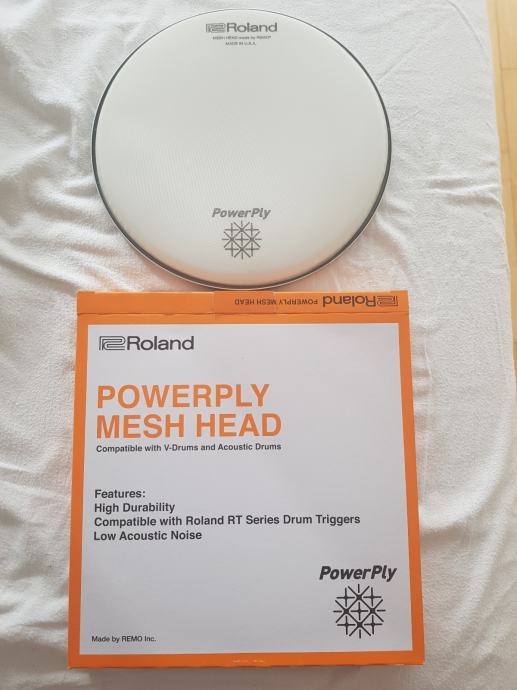 Roland
MESH HEAD made by REMO®
MADE IN U.S.A.
PowerPly
Roland POWERPLY MESH HEAD
Roland
POWERPLY
MESH HEAD
Compatible with V-Drums and Acoustic Drums
Features:
High Durability
Compatible with Roland RT Series Drum Triggers
Low Acoustic Noise
PowerPly
Made by REMO Inc.